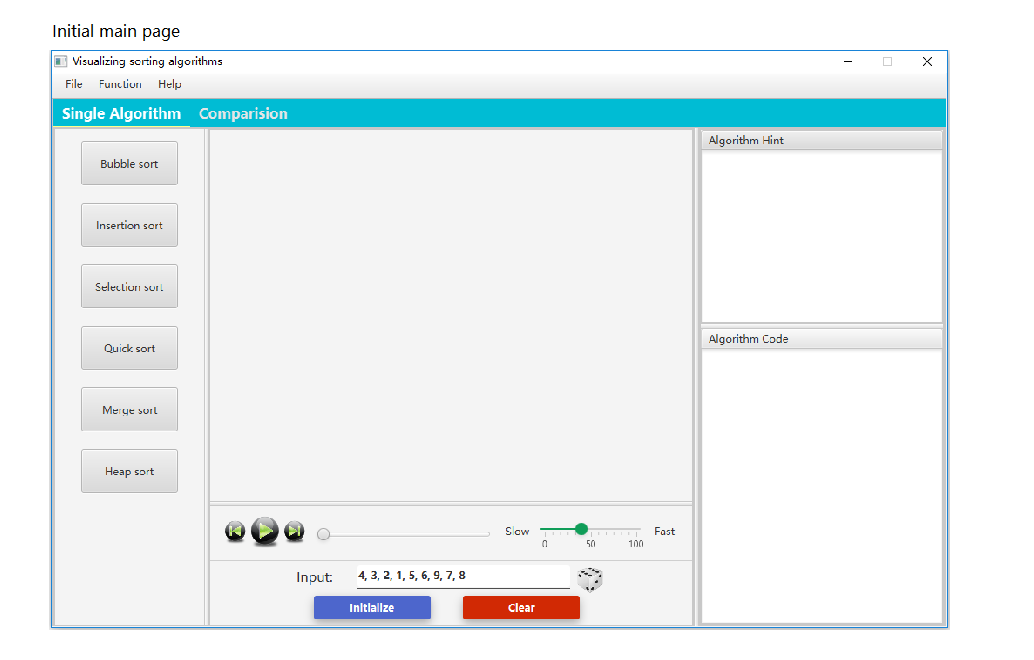 Initial main page
Visualizing sorting algorithms
File Function Help
Single Algorithm Comparision
Bubble sort
Insertion sort
Selection sort
Quick sort
Merge sort
Heap sort
Algorithm Hint
Algorithm Code
Slow Fast
0 50 100
Input: 4, 3, 2, 1, 5, 6, 9, 7, 8
Initialize Clear